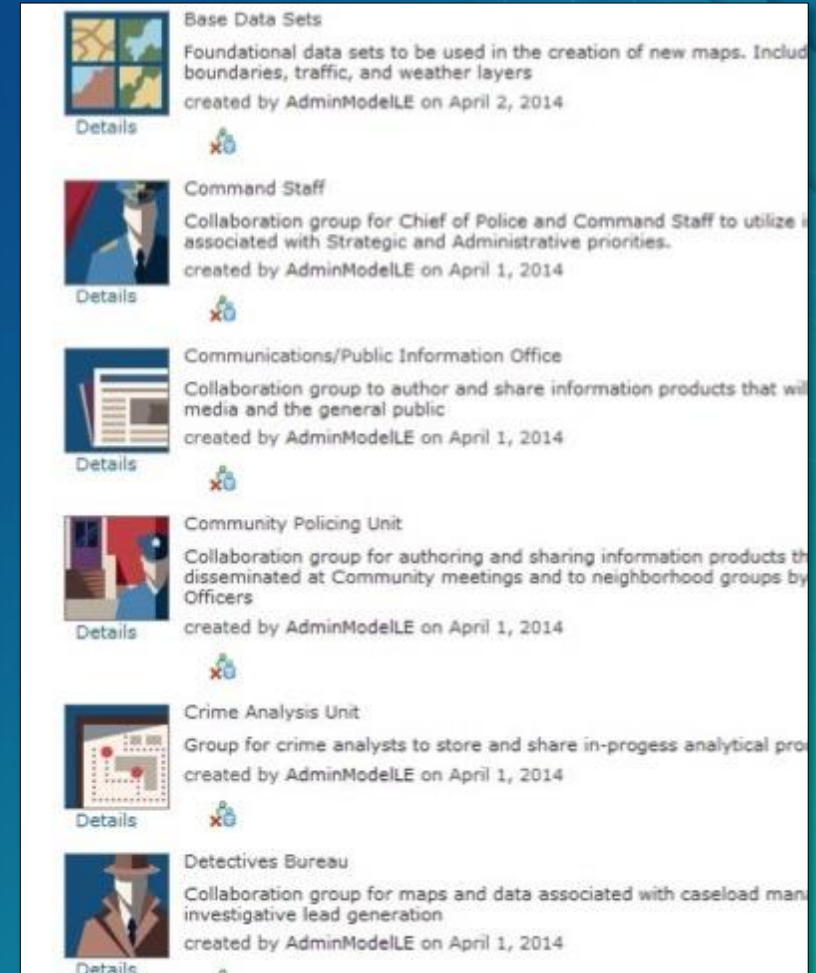 Base Data Sets
Foundational data sets to be used in the creation of new maps. Includ
boundaries, traffic, and weather layers
created by AdminModelLE on April 2, 2014
Details
Command Staff
Collaboration group for Chief of Police and Command Staff to utilize i
associated with Strategic and Administrative priorities.
created by AdminModelLE on April 1, 2014
Details
Communications/Public Information Office
Collaboration group to author and share information products that wil
media and the general public
created by AdminModelLE on April 1, 2014
Details
Community Policing Unit
Collaboration group for authoring and sharing information products th
disseminated at Community meetings and to neighborhood groups by
Officers
created by AdminModelLE on April 1, 2014
Details
Crime Analysis Unit
Group for crime analysts to store and share in-progess analytical pro
created by AdminModelLE on April 1, 2014
Details
Detectives Bureau
Collaboration group for maps and data associated with caseload man
investigative lead generation
created by AdminModelLE on April 1, 2014
Details